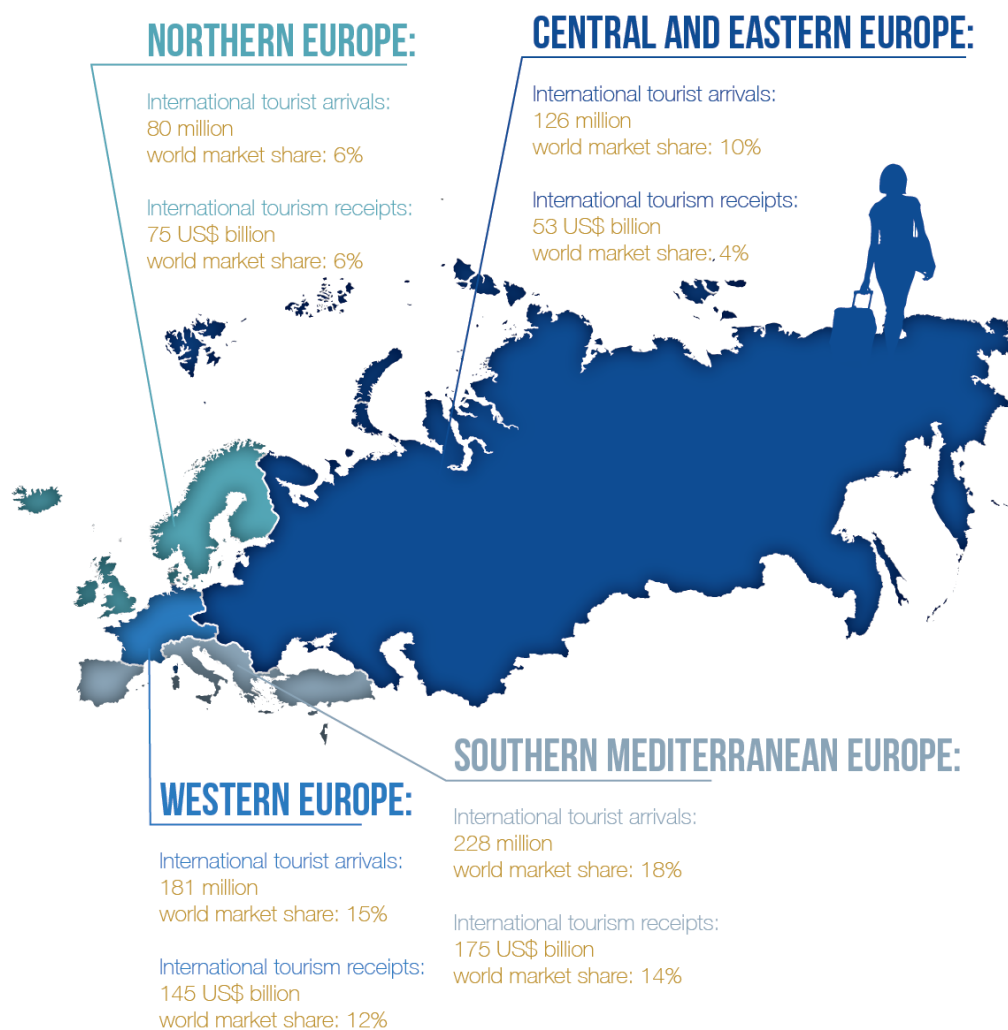 NORTHERN EUROPE:
International tourist arrivals:
80 million
world market share: 6%
International tourism receipts:
75 US$ billion
world market share: 6%
CENTRAL AND EASTERN EUROPE:
International tourist arrivals:
126 million
world market share: 10%
International tourism receipts:
53 US$ billion
world market share: 4%
WESTERN EUROPE:
International tourist arrivals:
181 million
world market share: 15%
International tourism receipts:
145 US$ billion
world market share: 12%
SOUTHERN MEDITERRANEAN EUROPE:
International tourist arrivals:
228 million
world market share: 18%
International tourism receipts:
175 US$ billion
world market share: 14%